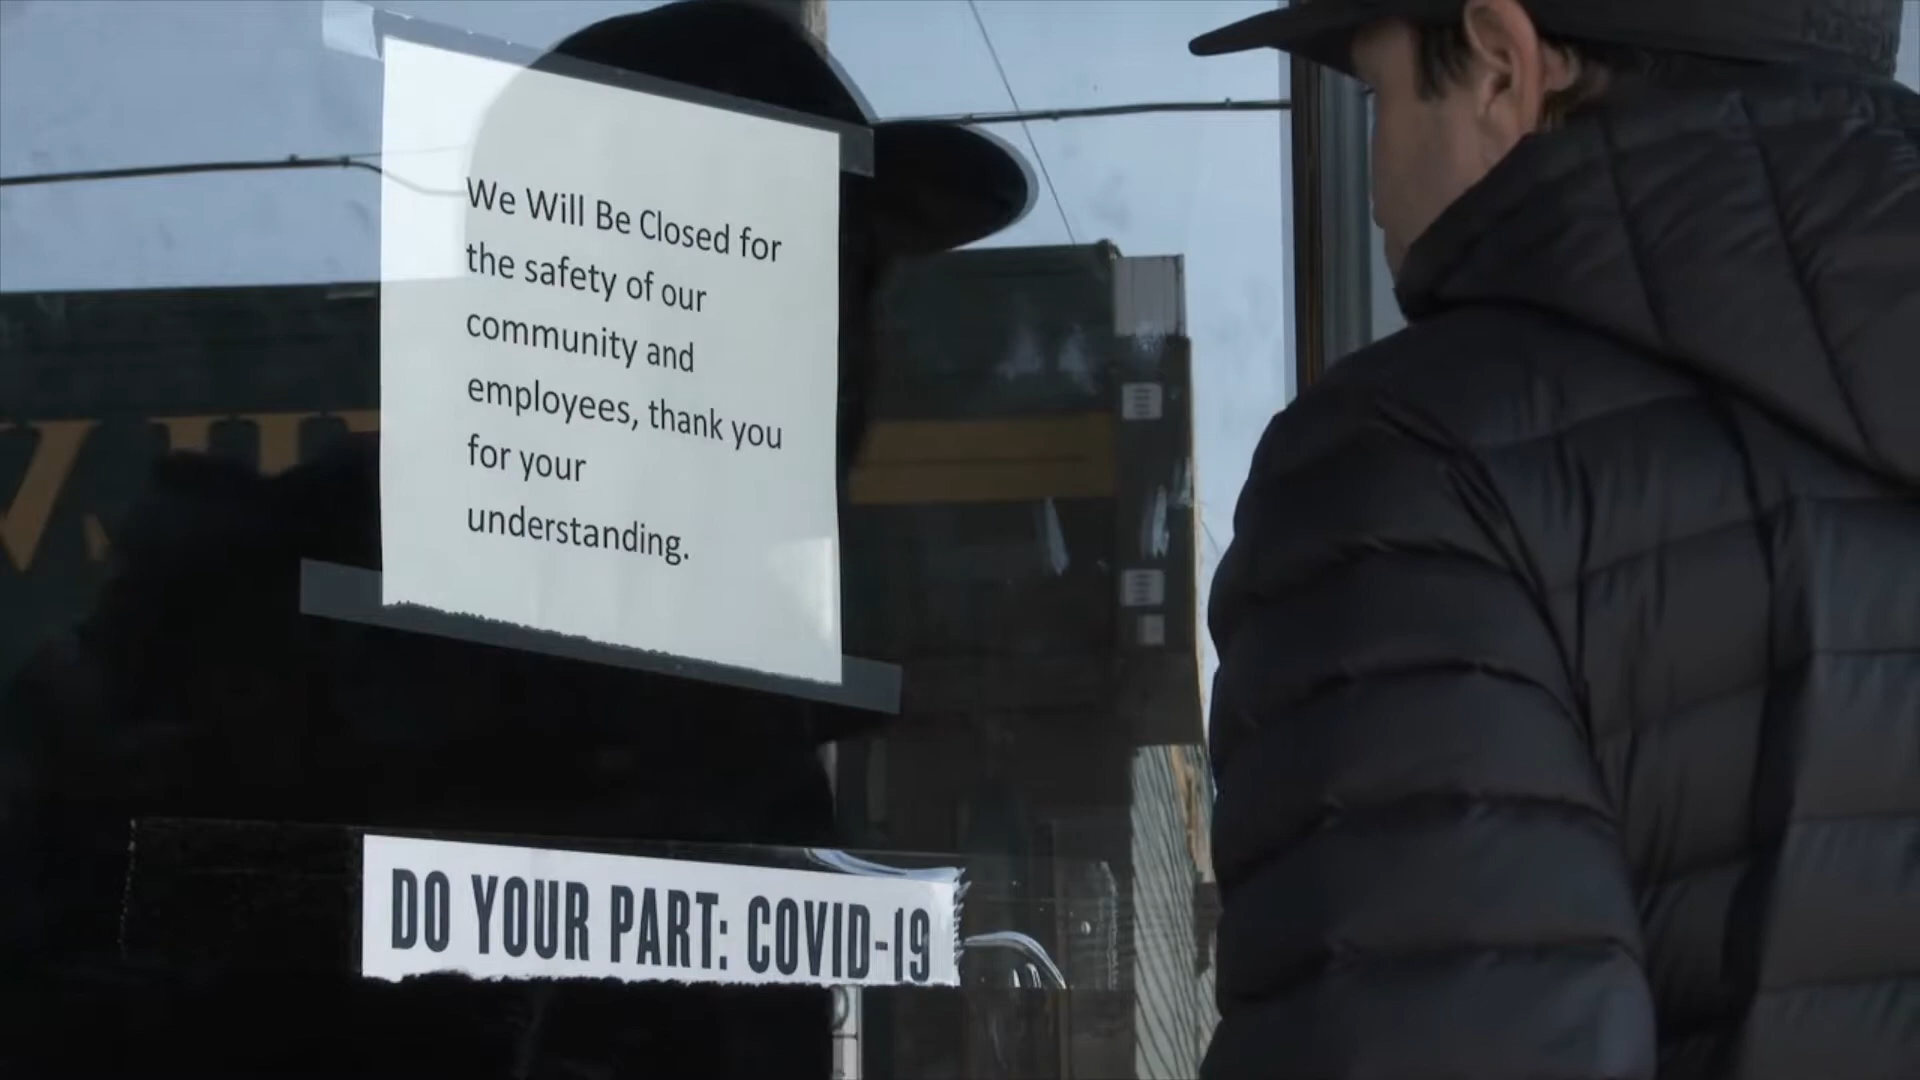 We Will Be Closed for
the safety of our
community and
employees, thank you
for your
understanding.
DO YOUR PART: COVID-19